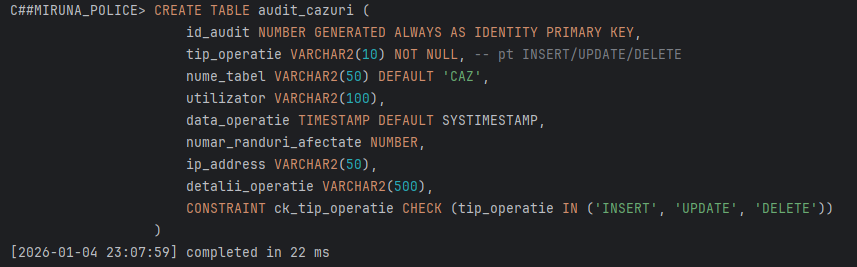 C##MIRUNA_POLICE> CREATE TABLE audit_cazuri (
id_audit NUMBER GENERATED ALWAYS AS IDENTITY PRIMARY KEY,
tip_operatie VARCHAR2(10) NOT NULL, -- pt INSERT/UPDATE/DELETE
nume_tabel VARCHAR2(50) DEFAULT 'CAZ',
utilizator VARCHAR2(100),
data_operatie TIMESTAMP DEFAULT SYSTIMESTAMP,
numar_randuri_afectate NUMBER,
ip_address VARCHAR2(50),
detalii_operatie VARCHAR2(500),
CONSTRAINT ck_tip_operatie CHECK (tip_operatie IN ('INSERT', 'UPDATE', 'DELETE'))
)
[2026-01-04 23:07:59] completed in 22 ms